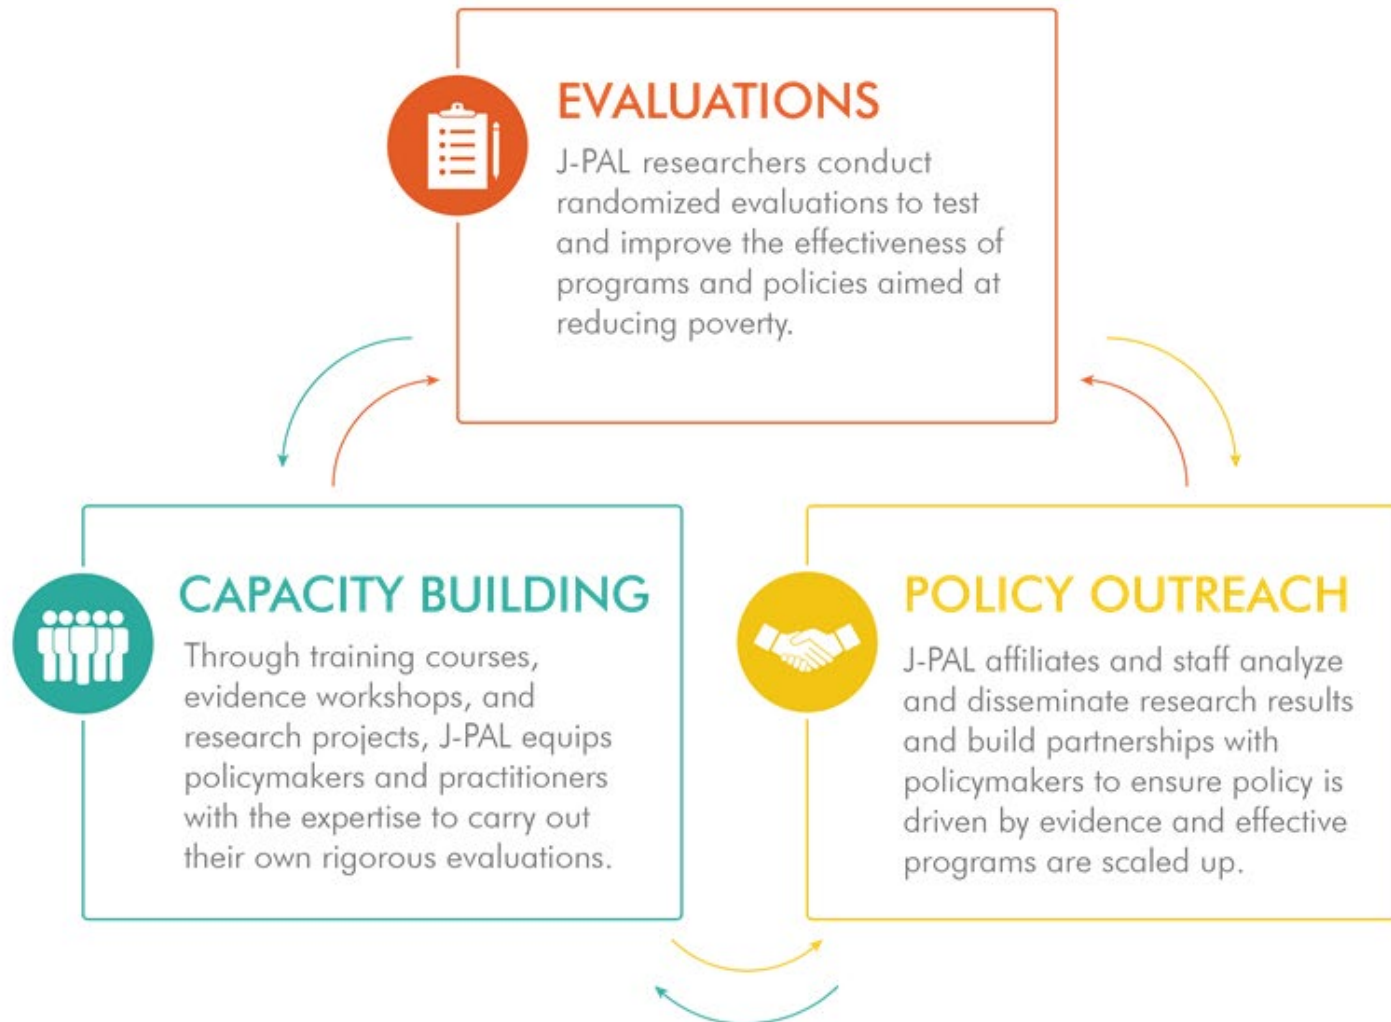 EVALUATIONS
J-PAL researchers conduct
randomized evaluations to test
and improve the effectiveness of
programs and policies aimed at
reducing poverty.
CAPACITY BUILDING
Through training courses,
evidence workshops, and
research projects, J-PAL equips
policymakers and practitioners
with the expertise to carry out
their own rigorous evaluations.
POLICY OUTREACH
J-PAL affiliates and staff analyze
and disseminate research results
and build partnerships with
policymakers to ensure policy is
driven by evidence and effective
programs are scaled up.